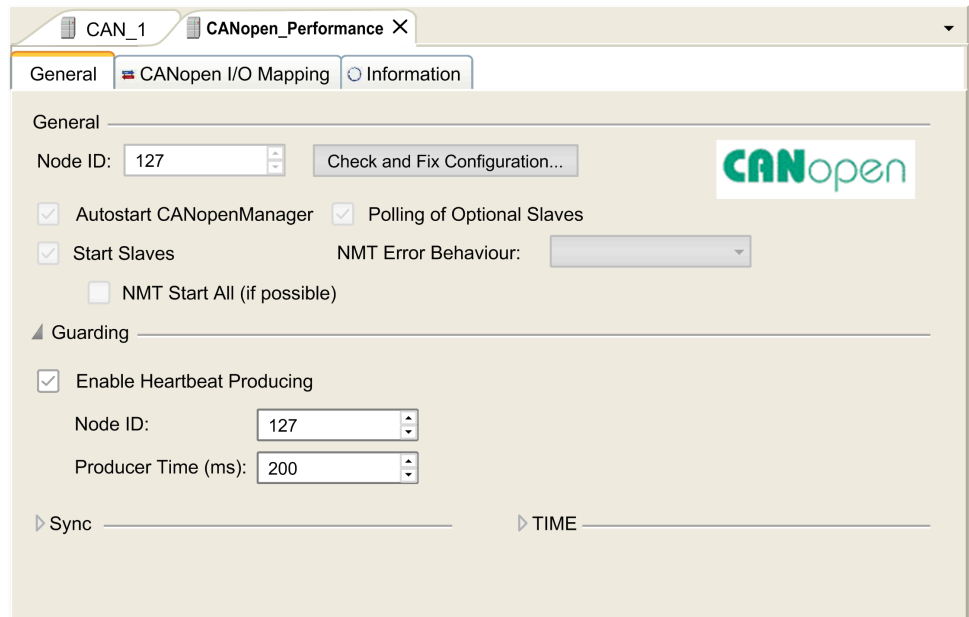 CAN_1 CANopen_Performance
General CANopen I/O Mapping Information
General
Node ID: 127 Check and Fix Configuration... CANopen
Autostart CANopenManager Polling of Optional Slaves
Start Slaves NMT Error Behaviour:
NMT Start All (if possible)
Guarding
Enable Heartbeat Producing
Node ID: 127
Producer Time (ms): 200
Sync TIME